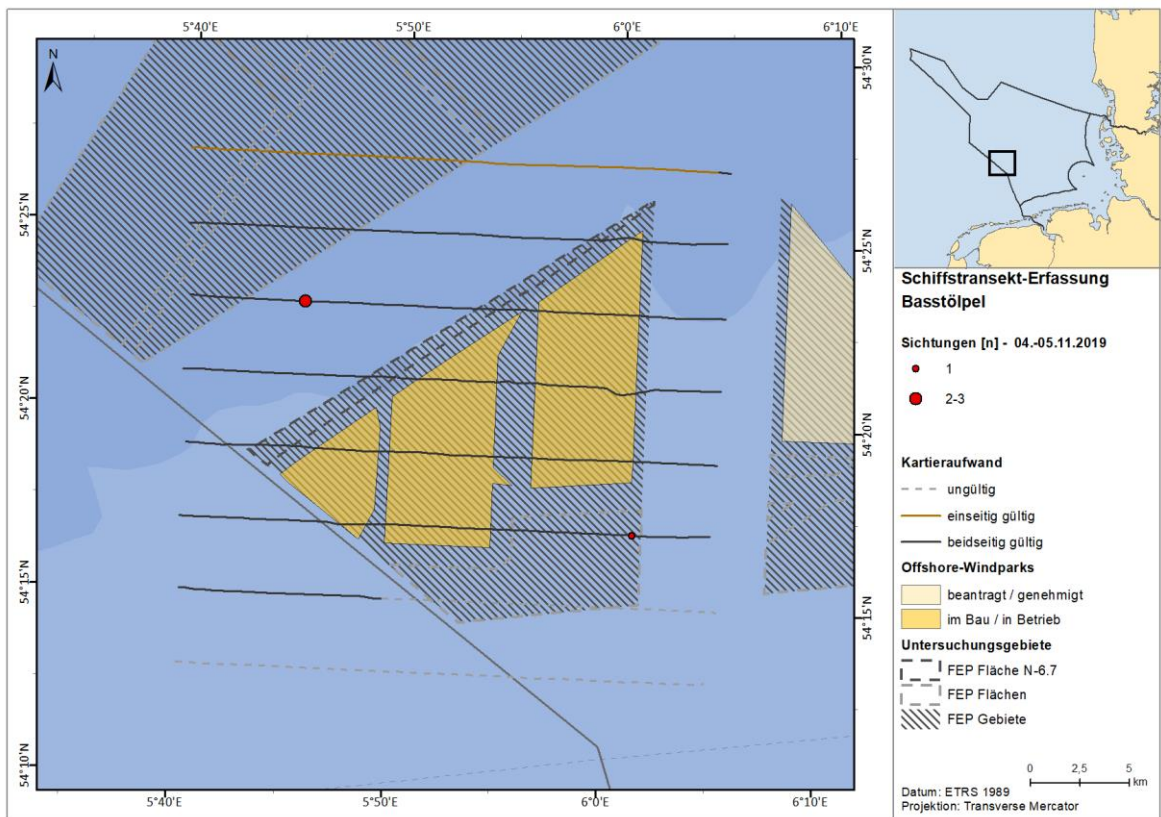 5°40'E
5°50'E
6°0'E
6°10'E
N
54°30'N
54°25'N
54°25'N
54°20'N
54°20'N
54°15'N
54°15'N
54°10'N
5°40'E
5°50'E
6°0'E
6°10'E
Schiffstransekt-Erfassung
Basstölpel
Sichtungen [n] - 04.-05.11.2019
1
2-3
Kartieraufwand
ungültig
einseitig gültig
beidseitig gültig
Offshore-Windparks
beantragt / genehmigt
im Bau / in Betrieb
Untersuchungsgebiete
FEP Fläche N-6.7
FEP Flächen
FEP Gebiete
0 2,5 5
km
Datum: ETRS 1989
Projektion: Transverse Mercator